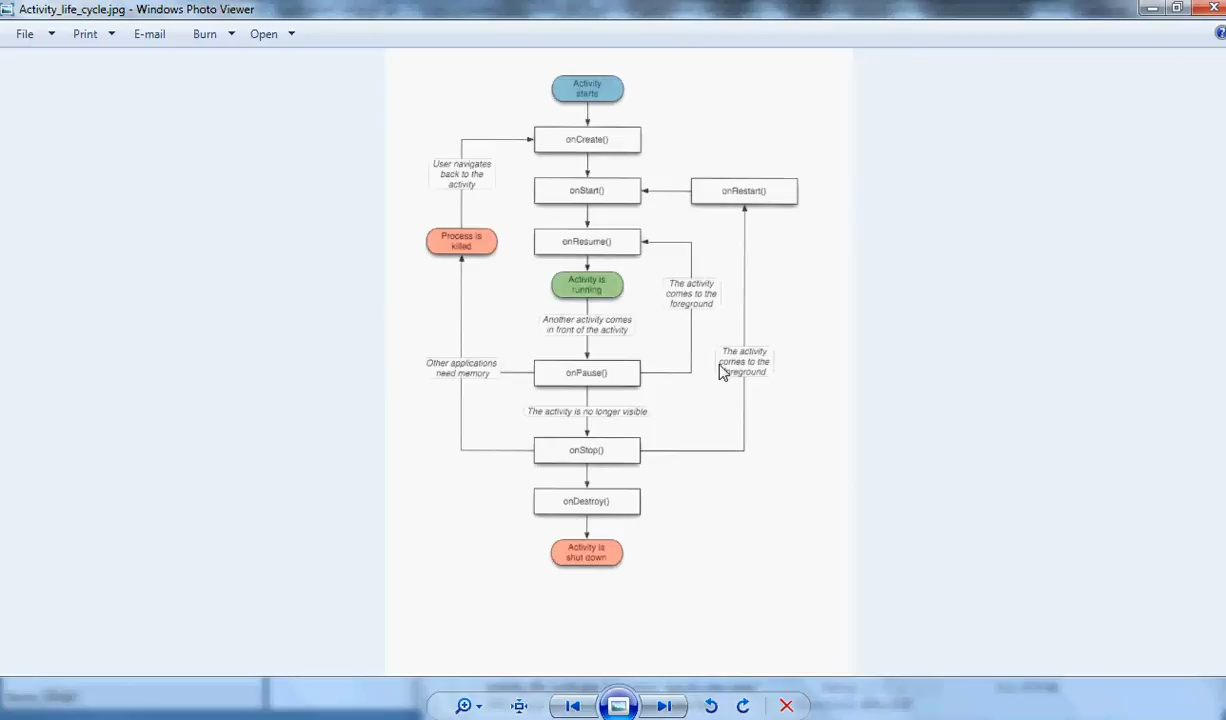 Activity_life_cycle.jpg - Windows Photo Viewer
File Print E-mail Burn Open
Activity
starts
onCreate()
User navigates
back to the
activity
onStart()
onRestart()
Process is
killed
onResume()
Activity is
running
The activity
comes to the
foreground
Another activity comes
in front of the activity
The activity
comes to the
foreground
Other applications
need memory
onPause()
The activity is no longer visible
onStop()
onDestroy()
Activity is
shut down